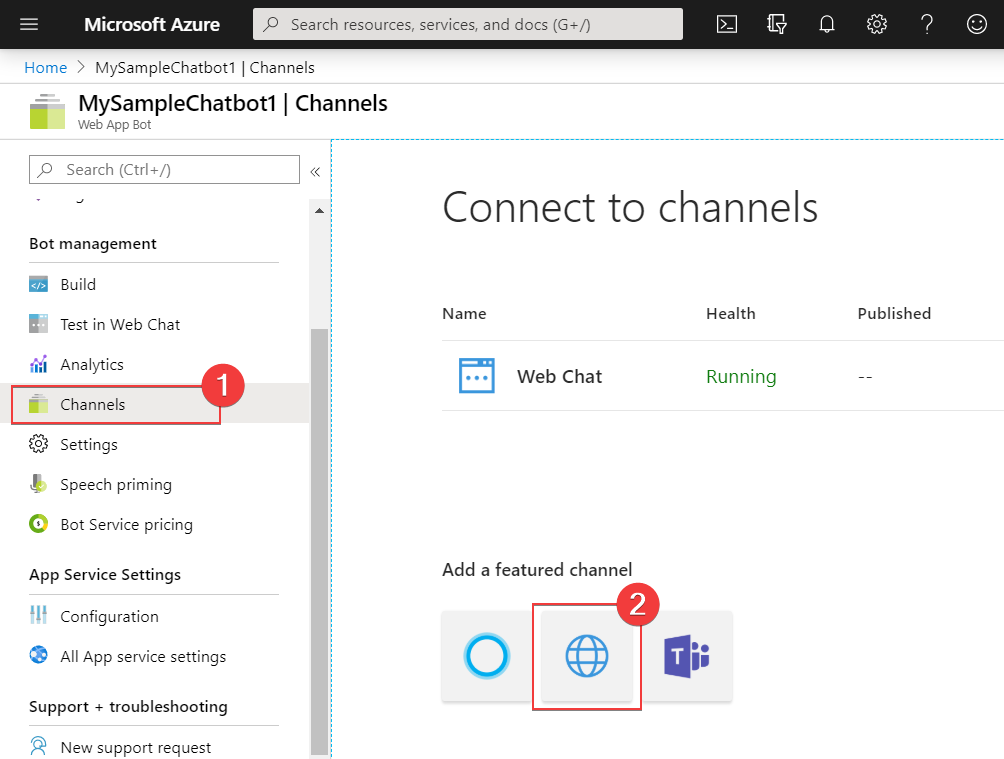 Microsoft Azure
Search resources, services, and docs (G+/)
Home > MySampleChatbot1 | Channels
MySampleChatbot1 | Channels
Web App Bot
Search (Ctrl+/)
«
Bot management
Build
Test in Web Chat
Analytics
Channels
1
Settings
Speech priming
Bot Service pricing
App Service Settings
Configuration
All App service settings
Support + troubleshooting
New support request
Connect to channels
Name Health Published
Web Chat Running --
Add a featured channel
2
T